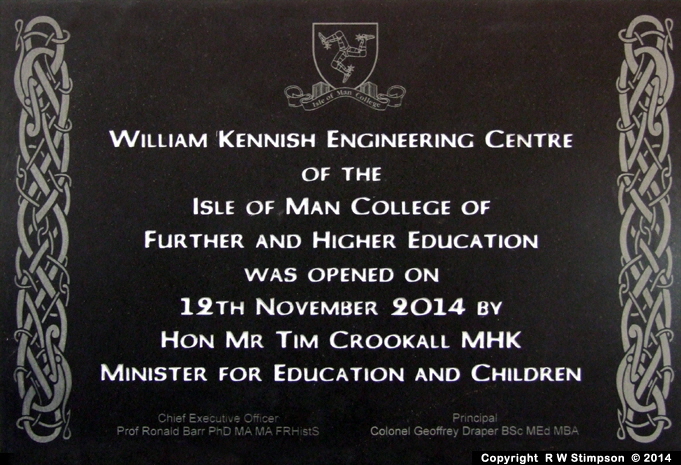 Isle of Man College
William Kennish Engineering Centre
of the
Isle of Man College of
Further and Higher Education
was opened on
12th November 2014 by
Hon Mr Tim Crookall MHK
Minister for Education and Children
Chief Executive Officer
Prof Ronald Barr PhD MA MA FRHistS
Principal
Colonel Geoffrey Draper BSc MEd MBA
Copyright R W Stimpson © 2014